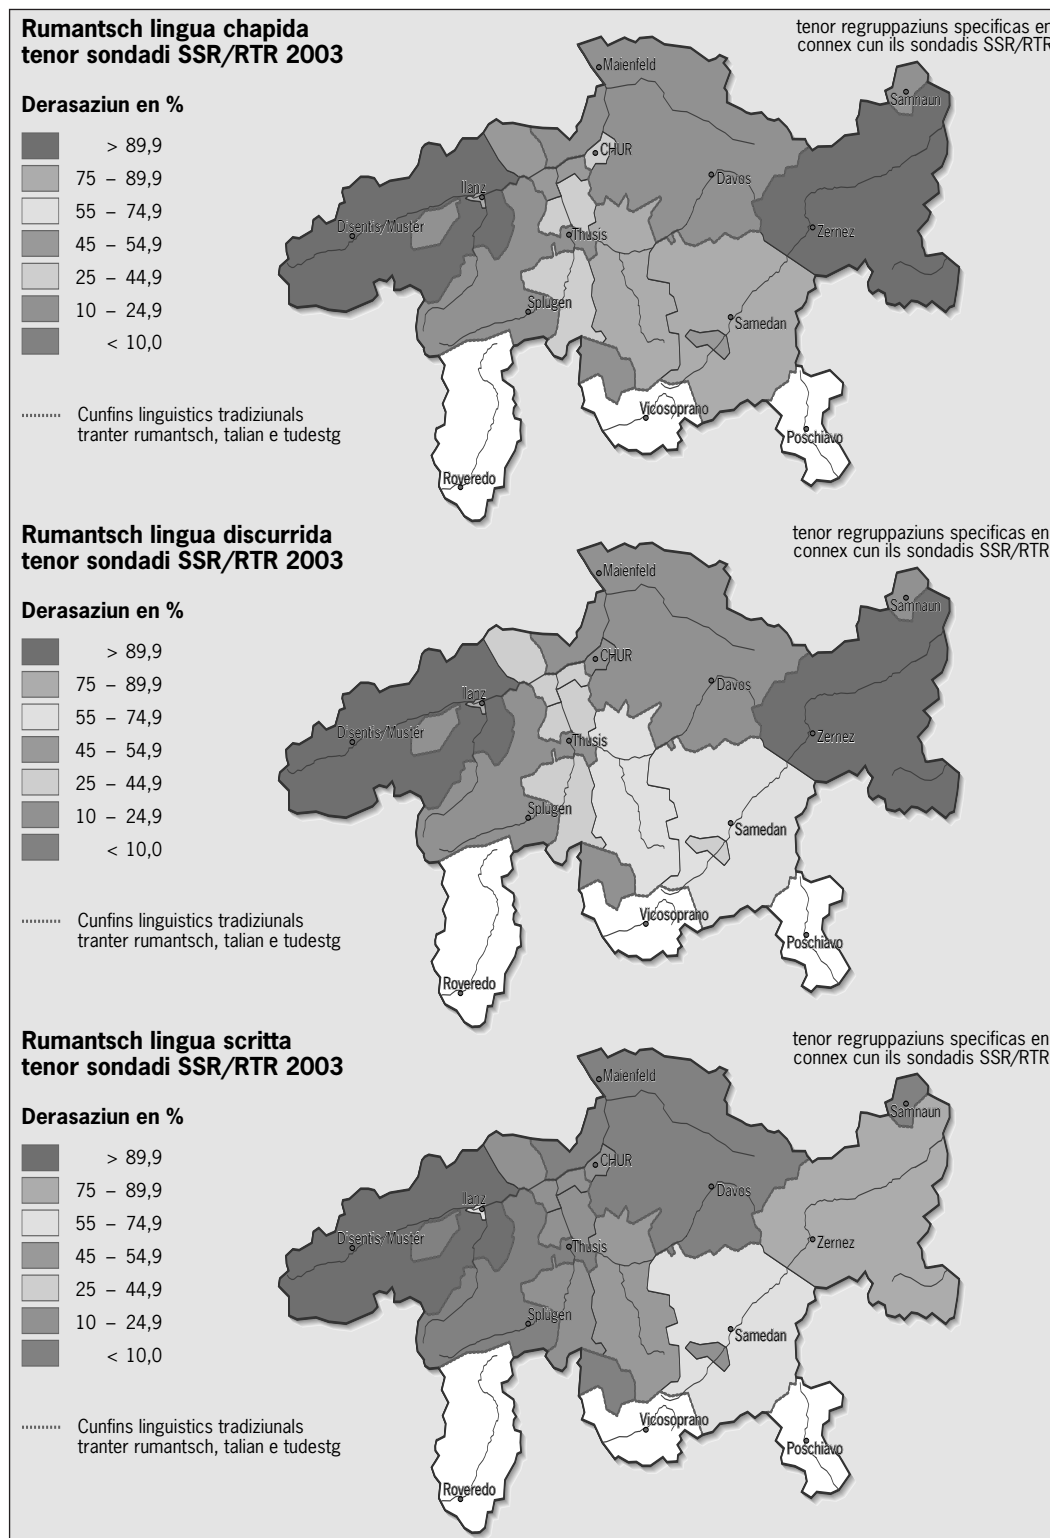 Rumantsch lingua chapida
tenor sondadi SSR/RTR 2003
tenor regruppaziuns specificas en
connex cun ils sondadis SSR/RTR
Derasaziun en %
> 89,9
75 – 89,9
55 – 74,9
45 – 54,9
25 – 44,9
10 – 24,9
< 10,0
Cunfins linguistics tradiziunals
tranter rumantsch, talian e tudestg
Maienfeld
Samnaun
CHUR
Davos
Ilanz
Disentis/Muster
Thusis
Zernez
Splugen
Samedan
Vicosoprano
Poschiavo
Roveredo
Rumantsch lingua discurrida
tenor sondadi SSR/RTR 2003
tenor regruppaziuns specificas en
connex cun ils sondadis SSR/RTR
Derasaziun en %
> 89,9
75 – 89,9
55 – 74,9
45 – 54,9
25 – 44,9
10 – 24,9
< 10,0
Cunfins linguistics tradiziunals
tranter rumantsch, talian e tudestg
Maienfeld
Samnaun
CHUR
Davos
Ilanz
Disentis/Muster
Thusis
Zernez
Splugen
Samedan
Vicosoprano
Poschiavo
Roveredo
Rumantsch lingua scritta
tenor sondadi SSR/RTR 2003
tenor regruppaziuns specificas en
connex cun ils sondadis SSR/RTR
Derasaziun en %
> 89,9
75 – 89,9
55 – 74,9
45 – 54,9
25 – 44,9
10 – 24,9
< 10,0
Cunfins linguistics tradiziunals
tranter rumantsch, talian e tudestg
Maienfeld
Samnaun
CHUR
Davos
Ilanz
Disentis/Muster
Thusis
Zernez
Splugen
Samedan
Vicosoprano
Poschiavo
Roveredo